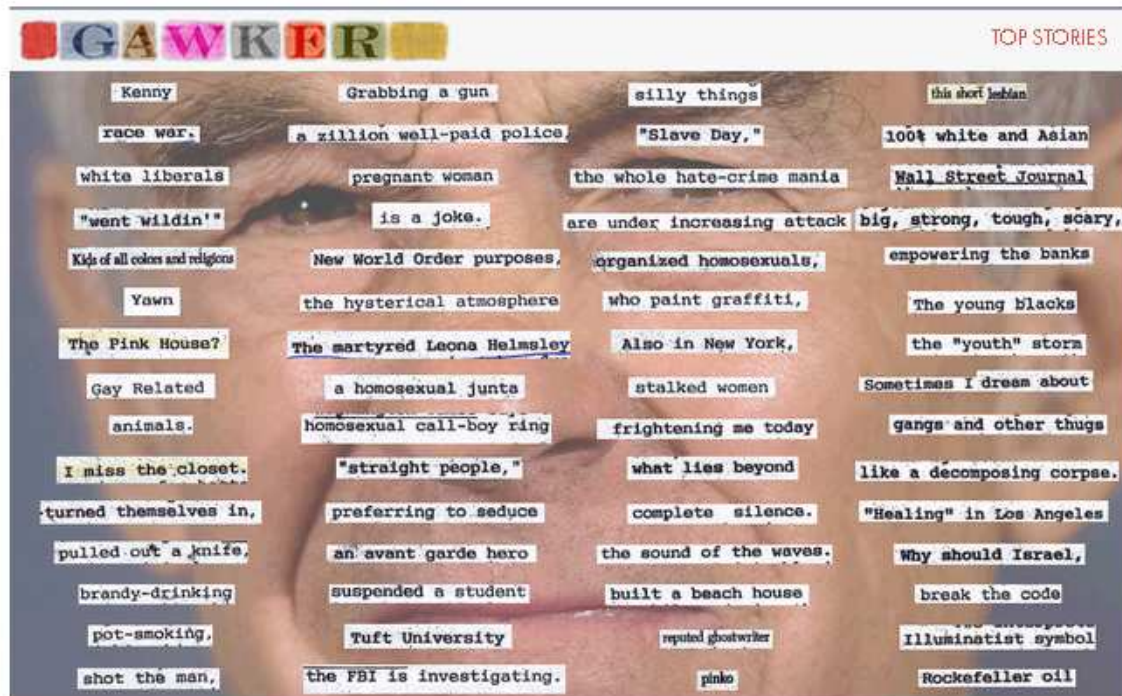 GAWKER
TOP STORIES
Kenny
Grabbing a gun
silly things
this short lesbian
race war.
a zillion well-paid police,
"Slave Day,"
100% white and Asian
white liberals
pregnant woman
the whole hate-crime mania
Wall Street Journal
"went wildin'"
is a joke.
are under increasing attack
big, strong, tough, scary,
Kids of all colors and religions
New World Order purposes,
organized homosexuals,
empowering the banks
Yawn
the hysterical atmosphere
who paint graffiti,
The young blacks
The Pink House?
The martyred Leona Helmsley
Also in New York,
the "youth" storm
Gay Related
a homosexual junta
stalked women
Sometimes I dream about
animals.
homosexual call-boy ring
frightening me today
gangs and other thugs
I miss the closet.
"straight people,"
what lies beyond
like a decomposing corpse.
turned themselves in,
preferring to seduce
complete silence.
"Healing" in Los Angeles
pulled out a knife,
an avant garde hero
the sound of the waves.
Why should Israel,
brandy-drinking
suspended a student
built a beach house
break the code
pot-smoking,
Tuft University
reputed ghostwriter
Illuminatist symbol
shot the man,
the FBI is investigating.
pinko
Rockefeller oil